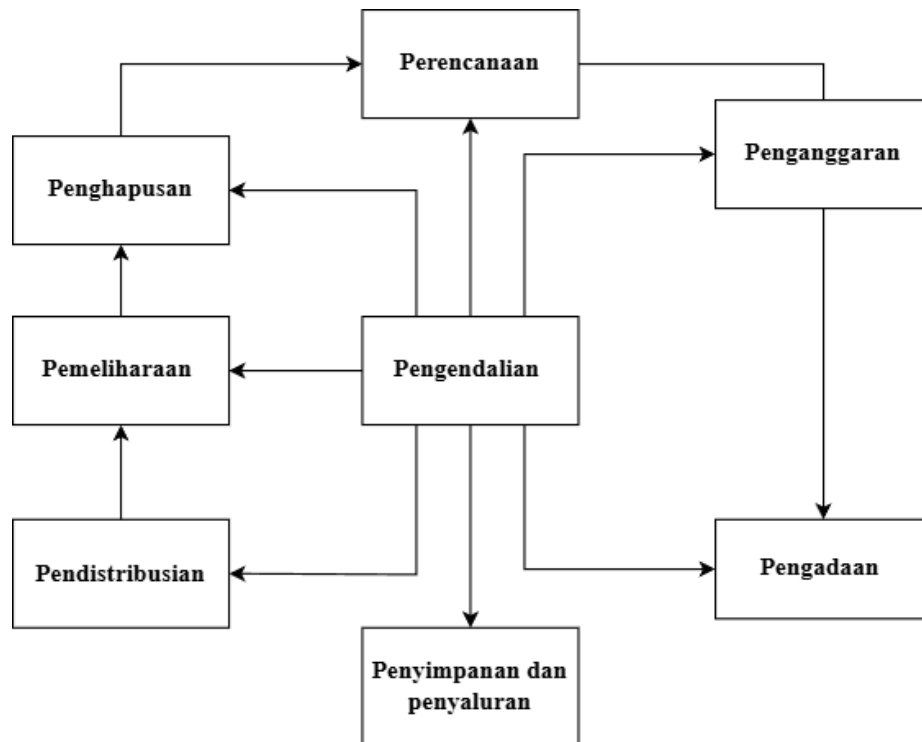 Perencanaan
Penganggaran
Penghapusan
Pemeliharaan
Pengendalian
Pendistribusian
Pengadaan
Penyimpanan dan
penyaluran